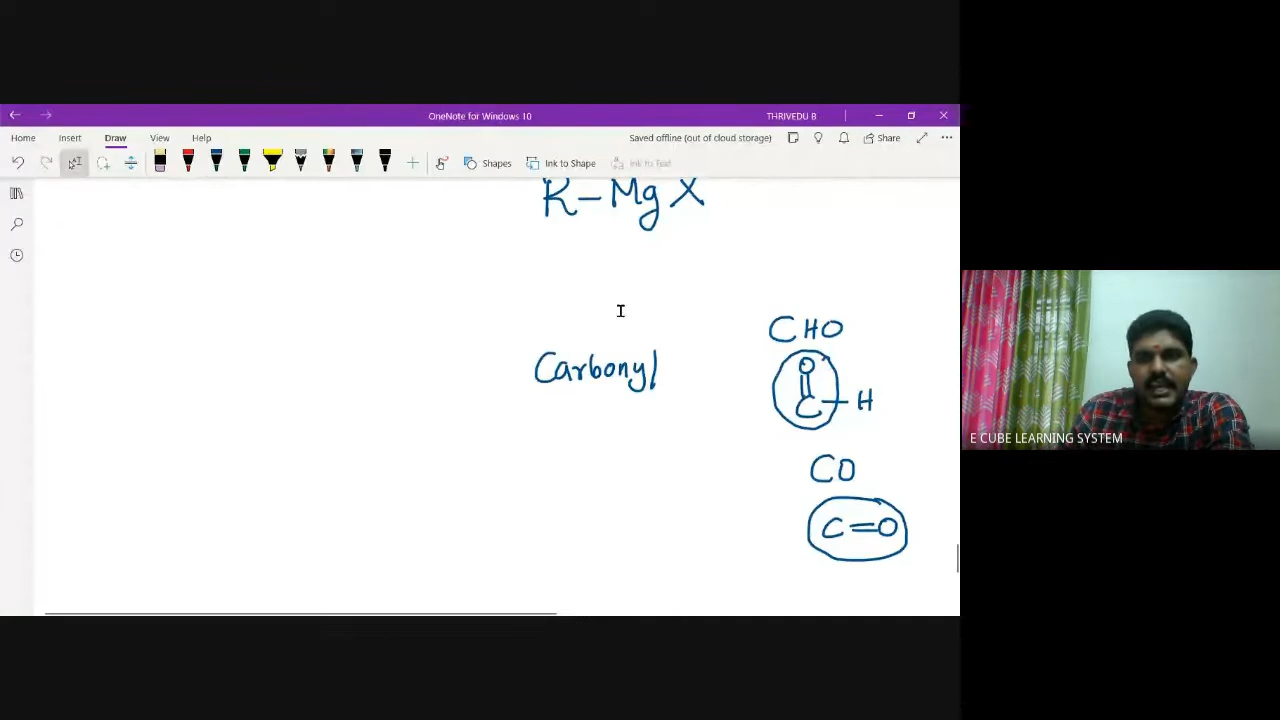 OneNote for Windows 10
THRIVEDU B
Home Insert Draw View Help
Saved offline (out of cloud storage)
Share
Shapes
Ink to Shape
Ink to Text
R-MgX
CHO
Carbonyl
O
C-H
CO
C=O
E CUBE LEARNING SYSTEM